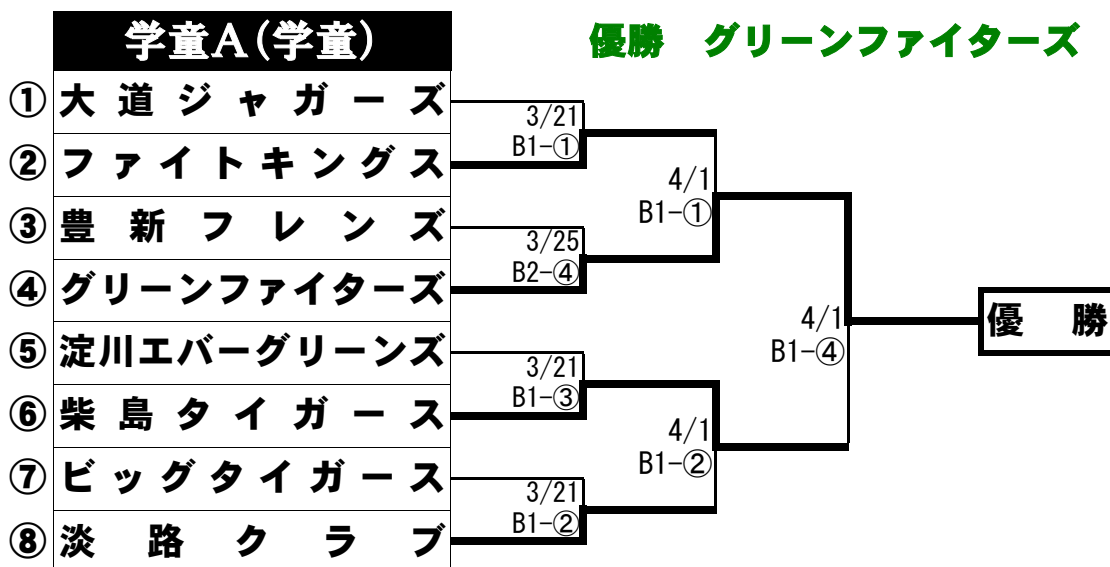 学童A(学童)
優勝　グリーンファイターズ
① 大道ジャガーズ
3/21
B1-①
② ファイトキングス
4/1
B1-①
③ 豊新フレンズ
3/25
B2-④
④ グリーンファイターズ
4/1
B1-④
優　勝
⑤ 淀川エバーグリーンズ
3/21
B1-③
⑥ 柴島タイガース
4/1
B1-②
⑦ ビッグタイガース
3/21
B1-②
⑧ 淡路クラブ